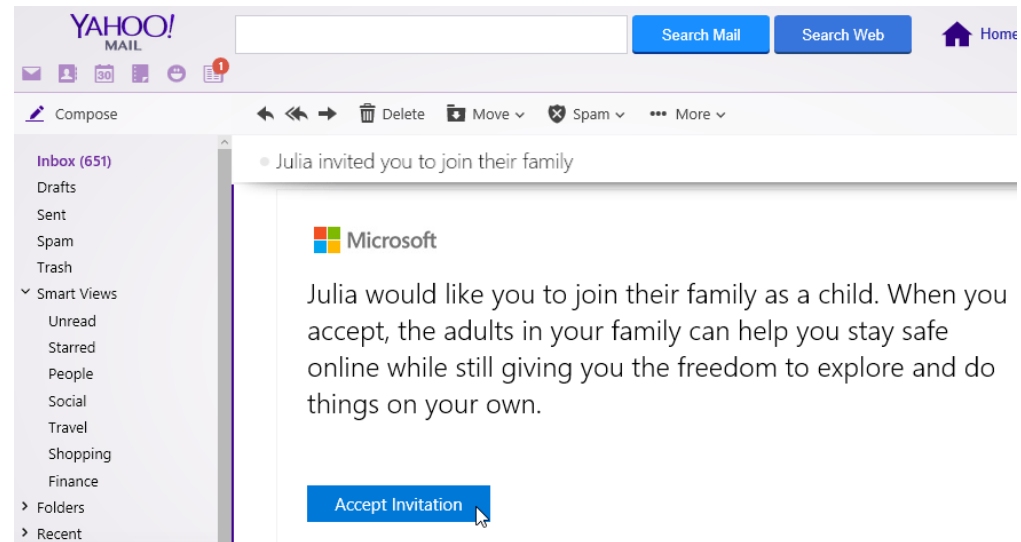 YAHOO!
MAIL
Search Mail
Search Web
Home
30
1
Compose
Delete
Move
Spam
More
Inbox (651)
Drafts
Sent
Spam
Trash
Smart Views
Unread
Starred
People
Social
Travel
Shopping
Finance
Folders
Recent
Julia invited you to join their family
Microsoft
Julia would like you to join their family as a child. When you
accept, the adults in your family can help you stay safe
online while still giving you the freedom to explore and do
things on your own.
Accept Invitation